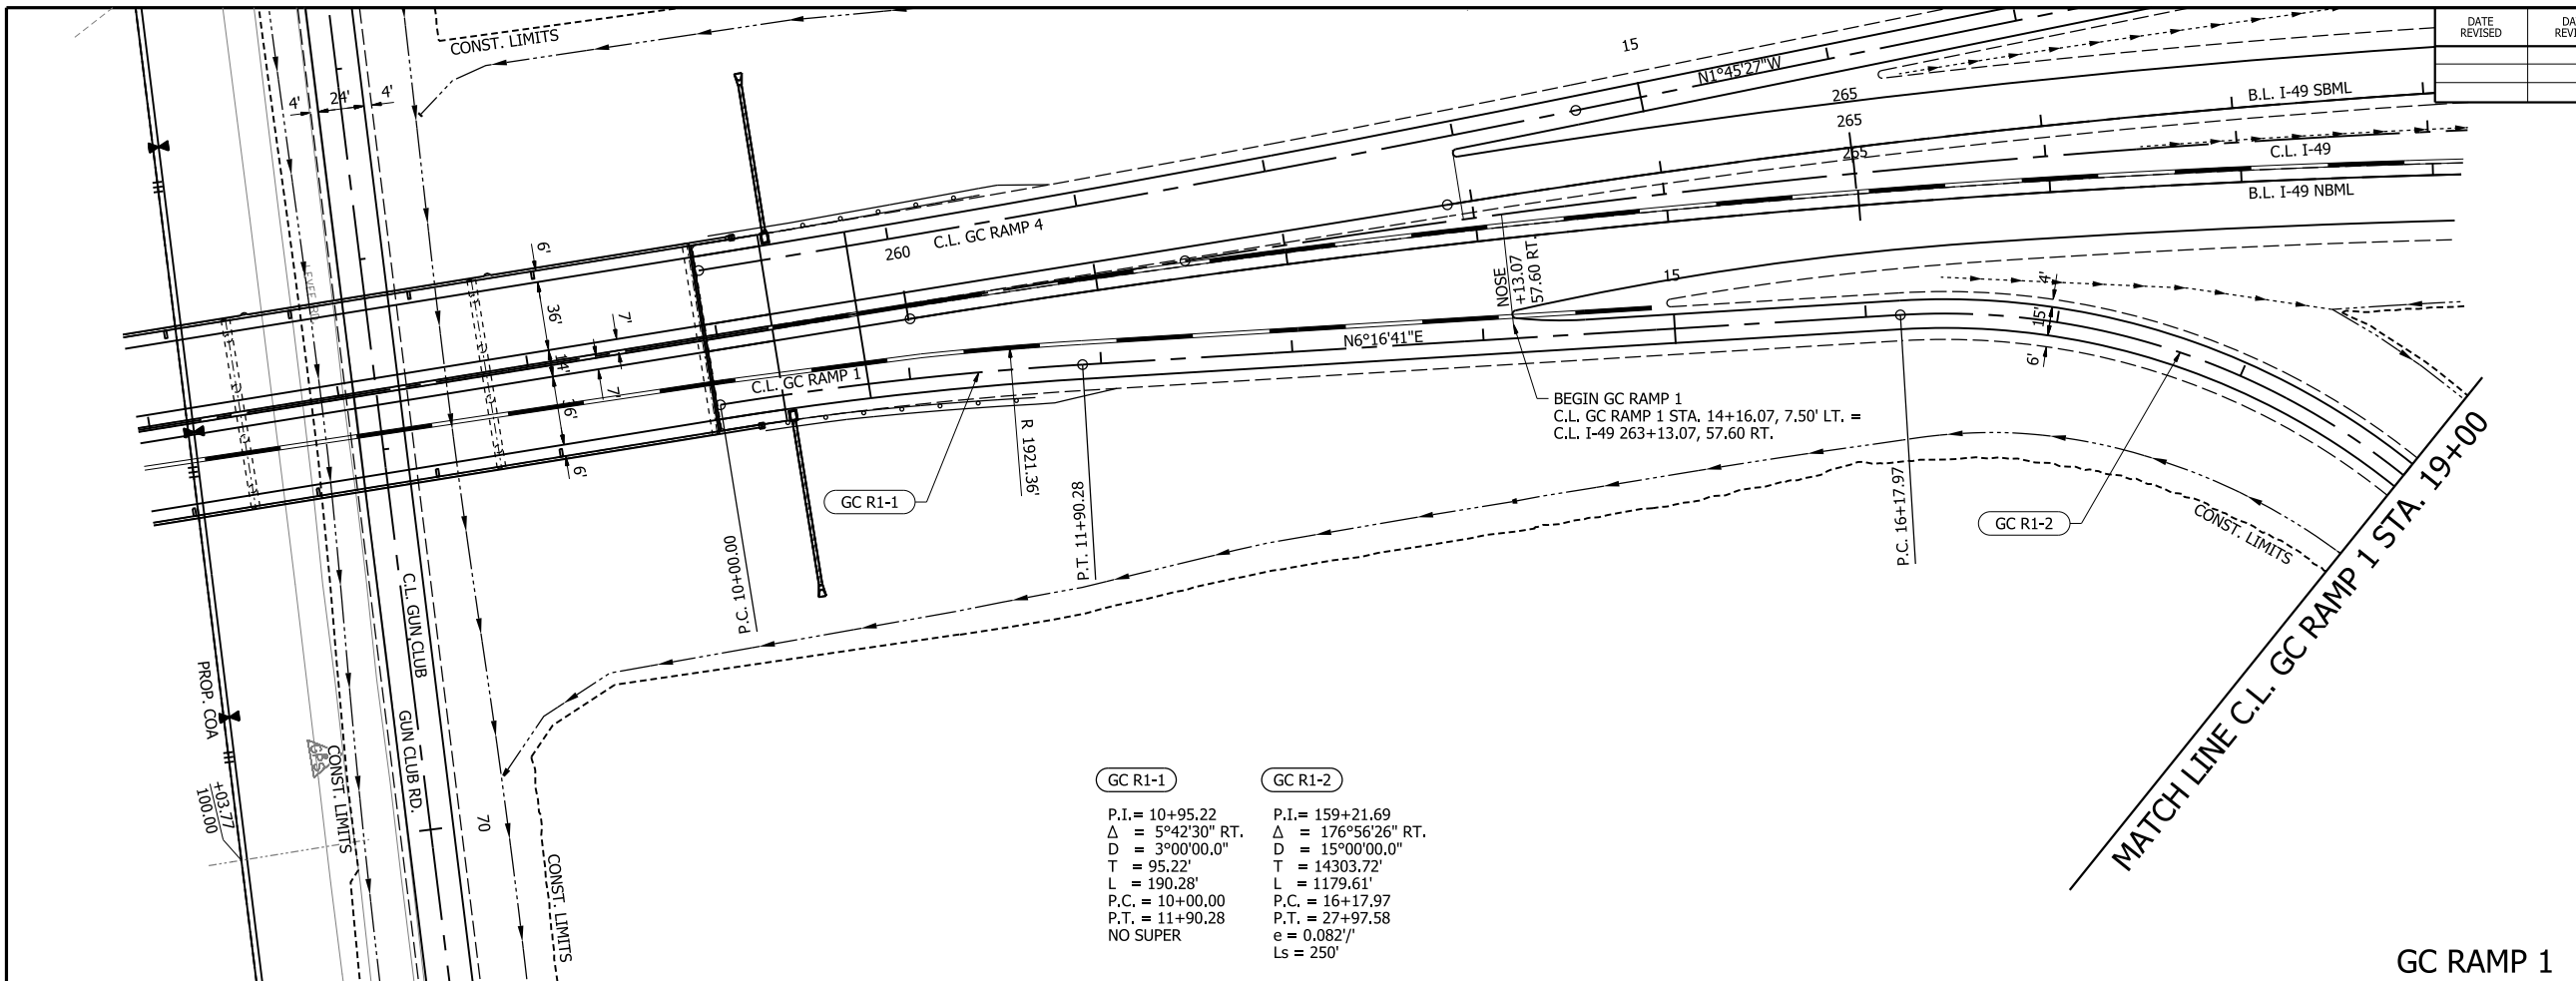 DATE
REVISED
CONST. LIMITS
15
N1°45'27"W
265
B.L. I-49 SBML
265
265
C.L. I-49
B.L. I-49 NBML
4'
24'
4'
6'
260
C.L. GC RAMP 4
LEVEE RD.
36'
7'
14'
7'
36'
6'
C.L. GC RAMP 1
NOSE
+13.07
57.60 RT.
15
N6°16'41"E
4'
15'
6'
BEGIN GC RAMP 1
C.L. GC RAMP 1 STA. 14+16.07, 7.50' LT. =
C.L. I-49 263+13.07, 57.60 RT.
R 1921.36'
GC R1-1
P.C. 10+00.00
P.T. 11+90.28
P.C. 16+17.97
GC R1-2
CONST. LIMITS
MATCH LINE C.L. GC RAMP 1 STA. 19+00
C.L. GUN CLUB
GUN CLUB RD.
PROP. COA
GPS
CONST. LIMITS
+03.77
100.00
70
CONST. LIMITS
GC R1-1
P.I.= 10+95.22
Δ = 5°42'30" RT.
D = 3°00'00.0"
T = 95.22'
L = 190.28'
P.C. = 10+00.00
P.T. = 11+90.28
NO SUPER
GC R1-2
P.I.= 159+21.69
Δ = 176°56'26" RT.
D = 15°00'00.0"
T = 14303.72'
L = 1179.61'
P.C. = 16+17.97
P.T. = 27+97.58
e = 0.082'/'
Ls = 250'
GC RAMP 1